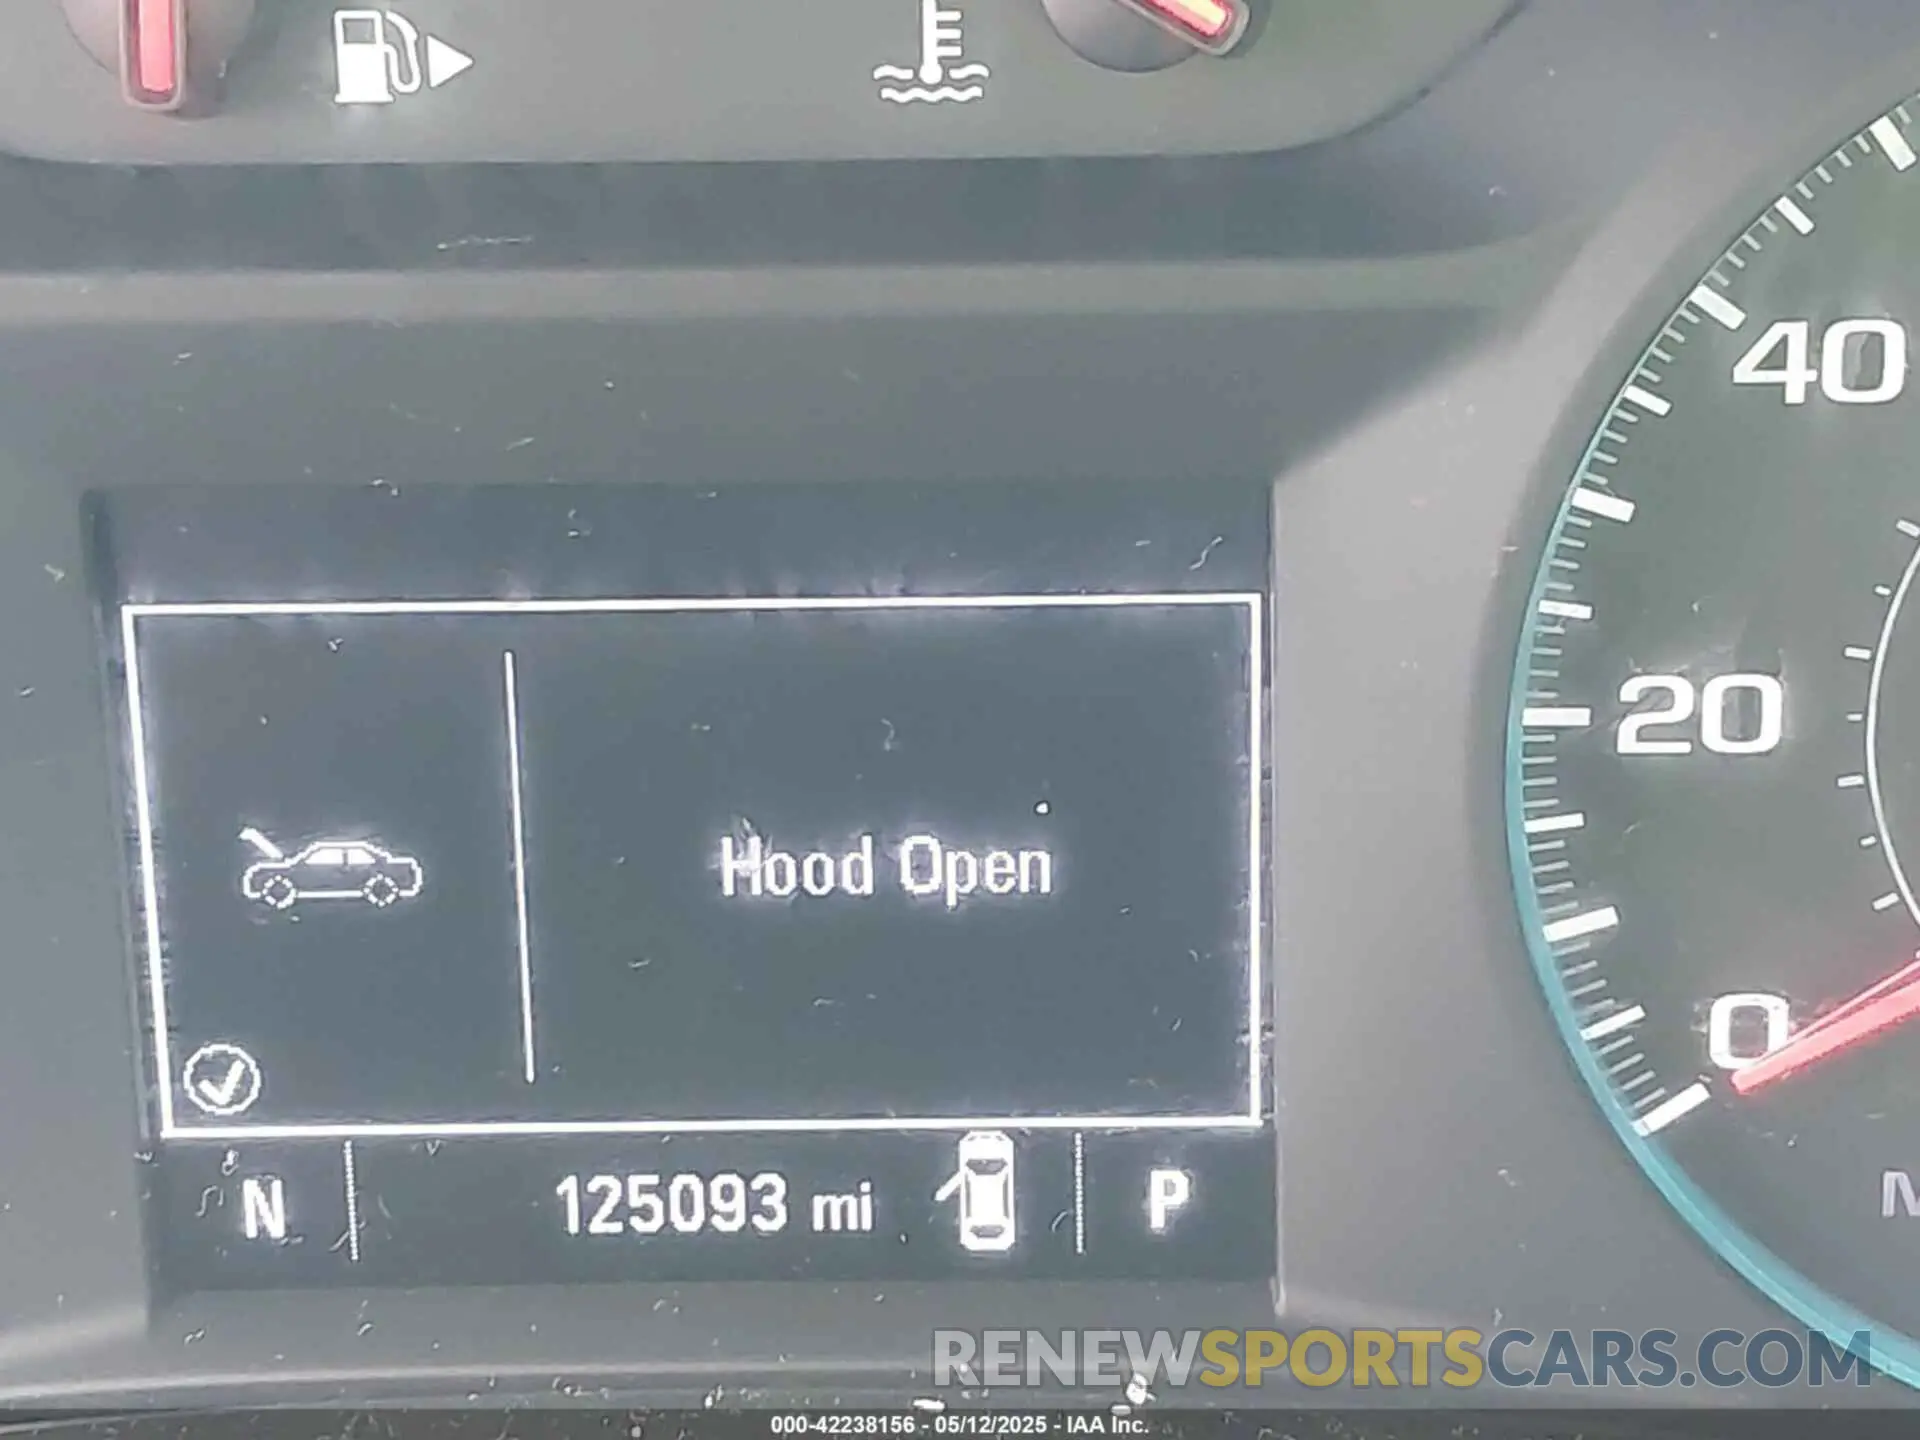 40
20
0
Hood Open
N 125093 mi P
RENEWSPORTSCARS.COM
000-42238156 - 05/12/2025 - IAA Inc.